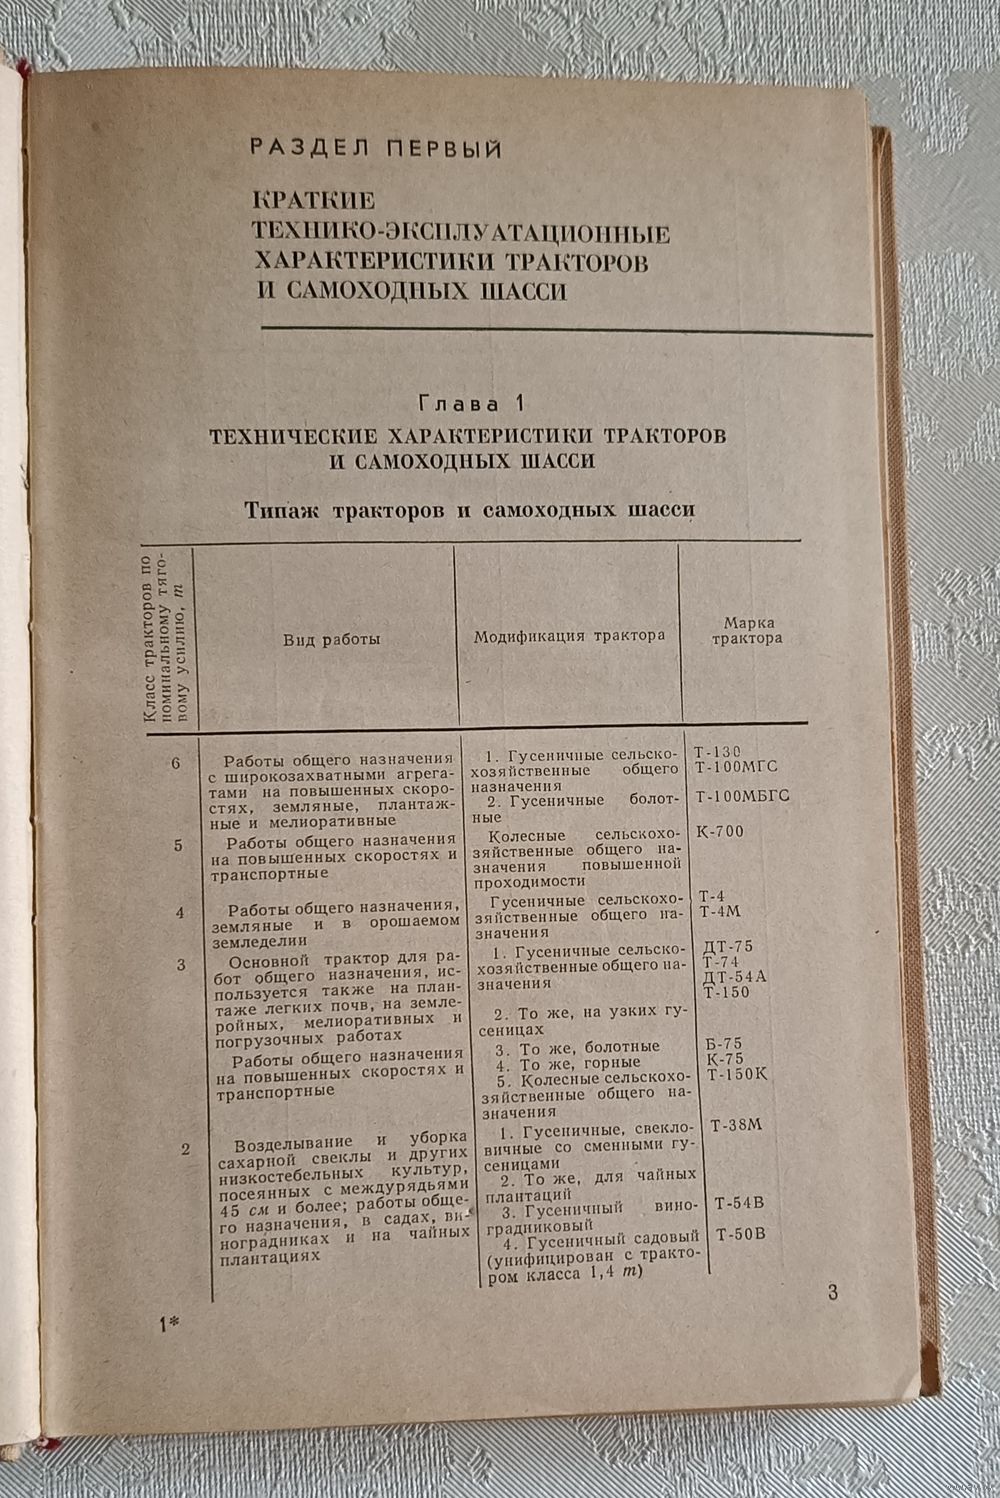 РАЗДЕЛ ПЕРВЫЙ
КРАТКИЕ
ТЕХНИКО-ЭКСПЛУАТАЦИОННЫЕ
ХАРАКТЕРИСТИКИ ТРАКТОРОВ
И САМОХОДНЫХ ШАССИ
Глава 1
ТЕХНИЧЕСКИЕ ХАРАКТЕРИСТИКИ ТРАКТОРОВ
И САМОХОДНЫХ ШАССИ
Типаж тракторов и самоходных шасси
Класс тракторов по
номинальному тяго-
вому усилию, т
Вид работы
Модификация трактора
Марка
трактора
6
Работы общего назначения
с широкозахватными агрега-
тами на повышенных скоро-
стях, земляные, плантаж-
ные и мелиоративные
1. Гусеничные сельско-
хозяйственные общего
назначения
2. Гусеничные болот-
ные
Т-130
Т-100МГС
Т-100МБГС
5
Работы общего назначения
на повышенных скоростях и
транспортные
Колесные сельскохо-
зяйственные общего на-
значения повышенной
проходимости
К-700
4
Работы общего назначения,
земляные и в орошаемом
земледелии
Гусеничные сельскохо-
зяйственные общего на-
значения
Т-4
Т-4М
3
Основной трактор для ра-
бот общего назначения, ис-
пользуется также на план-
таже легких почв, на земле-
ройных, мелиоративных и
погрузочных работах
Работы общего назначения
на повышенных скоростях и
транспортные
1. Гусеничные сельско-
хозяйственные общего на-
значения
2. То же, на узких гу-
сеницах
3. То же, болотные
4. То же, горные
5. Колесные сельскохо-
зяйственные общего на-
значения
ДТ-75
Т-74
ДТ-54А
Т-150
Б-75
К-75
Т-150К
2
Возделывание и уборка
сахарной свеклы и других
низкостебельных культур,
посеянных с междурядьями
45 см и более; работы обще-
го назначения, в садах, ви-
ноградниках и на чайных
плантациях
1. Гусеничные, свекло-
вичные со сменными гу-
сеницами
2. То же, для чайных
плантаций
3. Гусеничный вино-
градниковый
4. Гусеничный садовый
(унифицирован с тракто-
ром класса 1,4 т)
Т-38М
Т-54В
Т-50В
1*
3